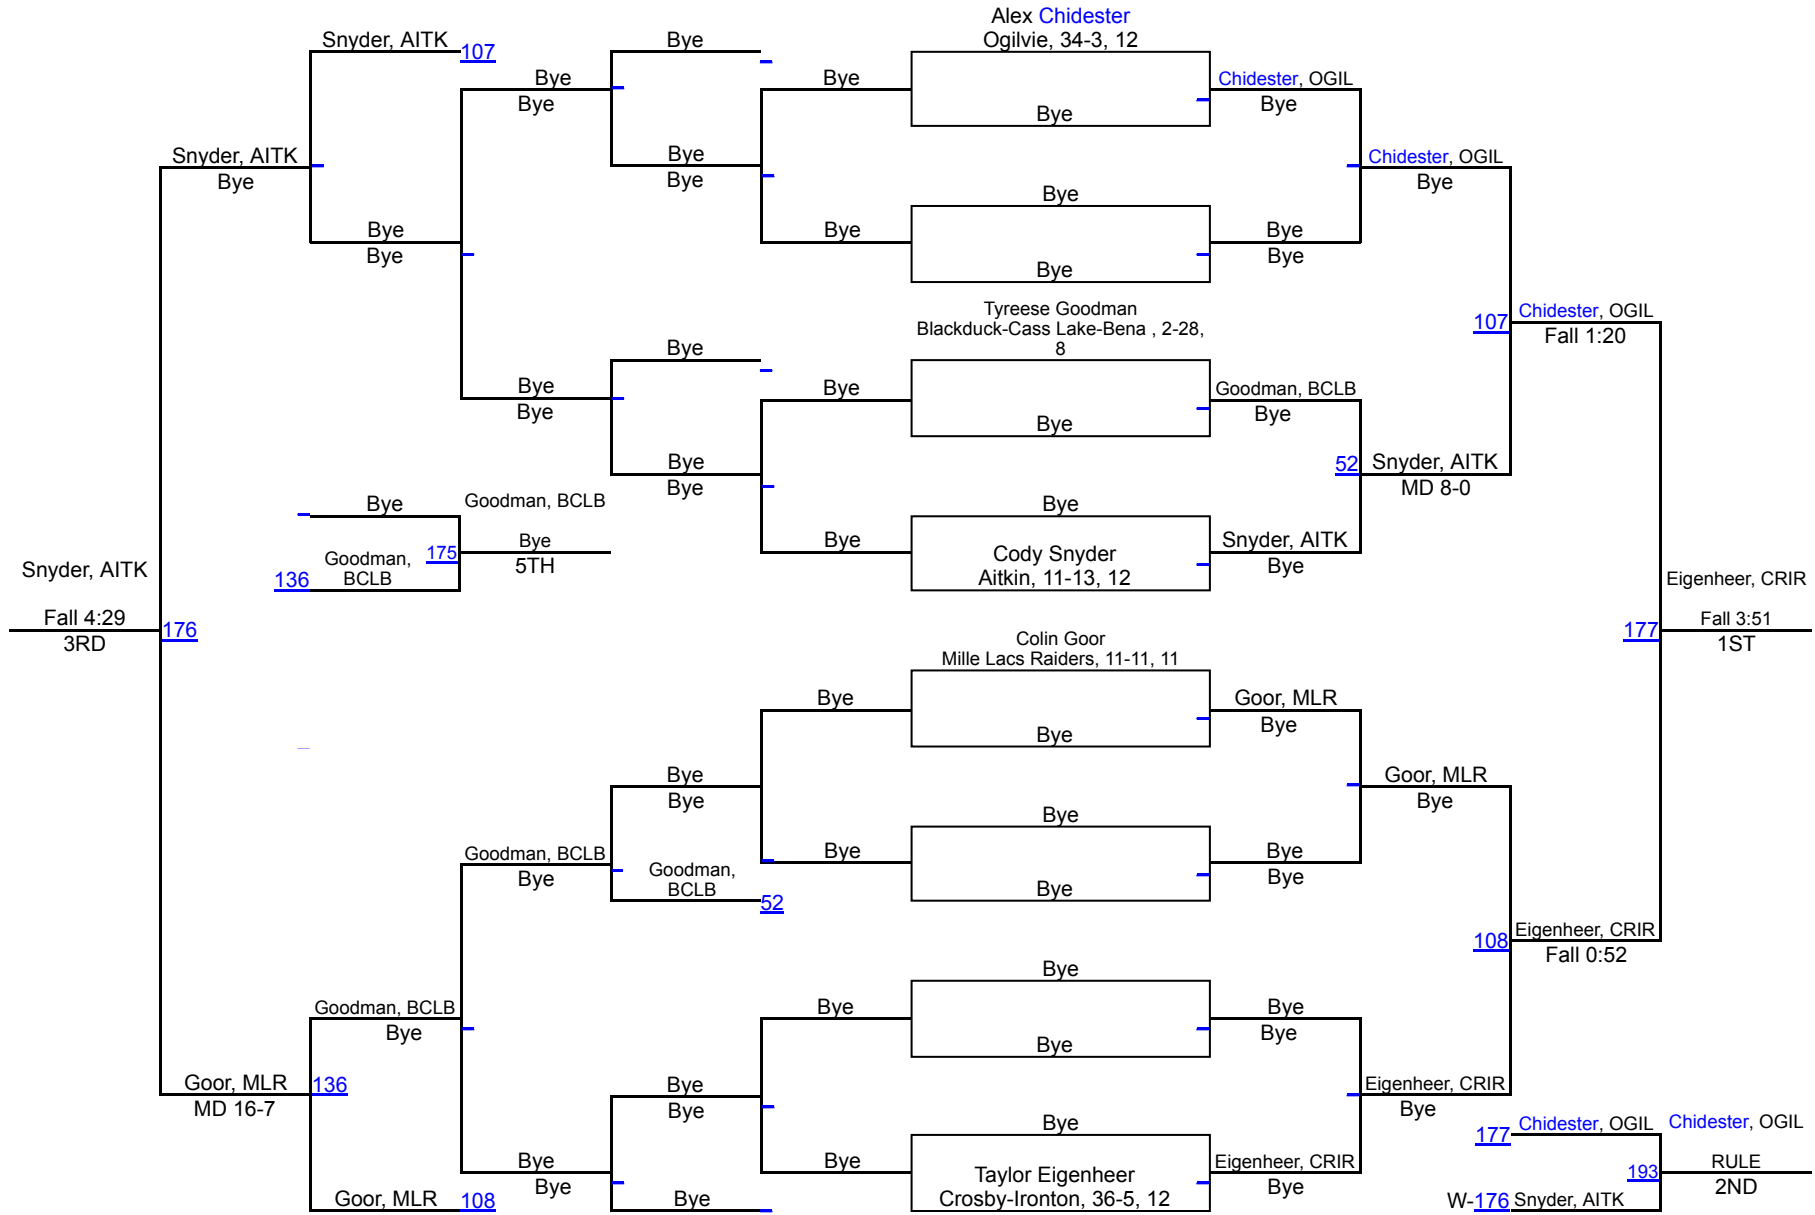 Alex Chidester
Snyder, AITK
107
Bye
Ogilvie, 34-3, 12
Bye
Bye
Bye
Chidester, OGIL
Bye
Bye
Bye
Snyder, AITK
Bye
Bye
Bye
Chidester, OGIL
Bye
Bye
Bye
Bye
Bye
Bye
Bye
Bye
Bye
Tyreese Goodman
Blackduck-Cass Lake-Bena , 2-28,
8
107
Chidester, OGIL
Fall 1:20
Bye
Bye
Bye
Bye
Goodman, BCLB
Bye
Bye
Bye
Bye
52
Snyder, AITK
MD 8-0
Bye
Goodman, BCLB
Bye
Goodman,
BCLB
136
175
Bye
5TH
Bye
Cody Snyder
Aitkin, 11-13, 12
Snyder, AITK
Bye
Snyder, AITK
Fall 4:29
3RD
176
Eigenheer, CRIR
177
Fall 3:51
1ST
Colin Goor
Mille Lacs Raiders, 11-11, 11
Bye
Bye
Goor, MLR
Bye
Bye
Bye
Goor, MLR
Bye
Goodman, BCLB
Bye
Goodman,
BCLB
52
Bye
Bye
Bye
Bye
Bye
108
Eigenheer, CRIR
Fall 0:52
Goodman, BCLB
Bye
Bye
Bye
Bye
Bye
Bye
Goor, MLR
MD 16-7
136
Bye
Bye
Eigenheer, CRIR
Bye
Bye
Bye
Bye
Bye
Taylor Eigenheer
Crosby-Ironton, 36-5, 12
Eigenheer, CRIR
Bye
Goor, MLR
108
Bye
177
Chidester, OGIL
Chidester, OGIL
193
RULE
2ND
W-176
Snyder, AITK